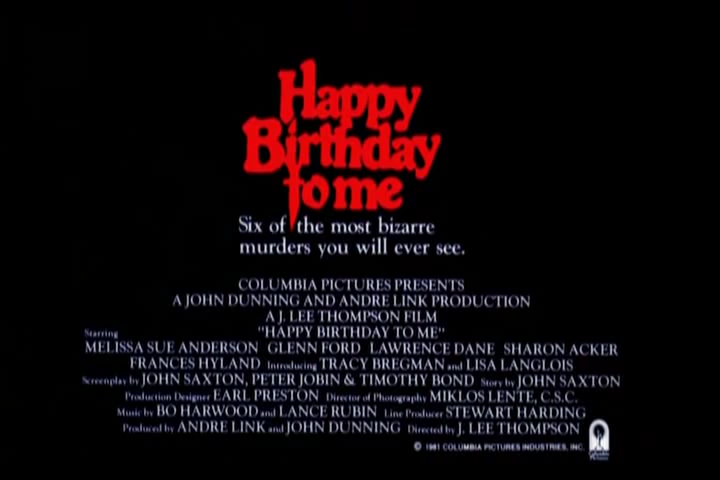 Happy
Birthday
to me
Six of the most bizarre
murders you will ever see.
COLUMBIA PICTURES PRESENTS
A JOHN DUNNING AND ANDRE LINK PRODUCTION
A J. LEE THOMPSON FILM
"HAPPY BIRTHDAY TO ME"
Starring
MELISSA SUE ANDERSON GLENN FORD LAWRENCE DANE SHARON ACKER
FRANCES HYLAND Introducing TRACY BREGMAN and LISA LANGLOIS
Screenplay by JOHN SAXTON, PETER JOBIN & TIMOTHY BOND Story by JOHN SAXTON
Production Designer EARL PRESTON Director of Photography MIKLOS LENTE, C.S.C.
Music by BO HARWOOD and LANCE RUBIN Line Producer STEWART HARDING
Produced by ANDRE LINK and JOHN DUNNING Directed by J. LEE THOMPSON
© 1981 COLUMBIA PICTURES INDUSTRIES, INC.
Columbia
Pictures